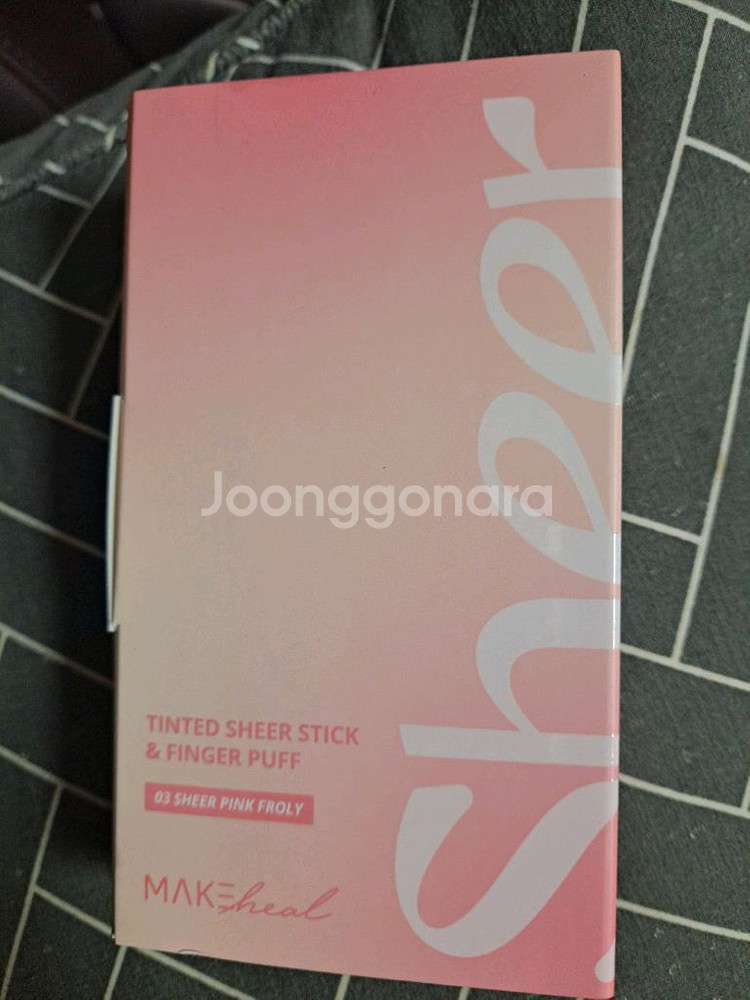 Sheer
Joonggonara
TINTED SHEER STICK
& FINGER PUFF
03 SHEER PINK FROLY
MAKEheal